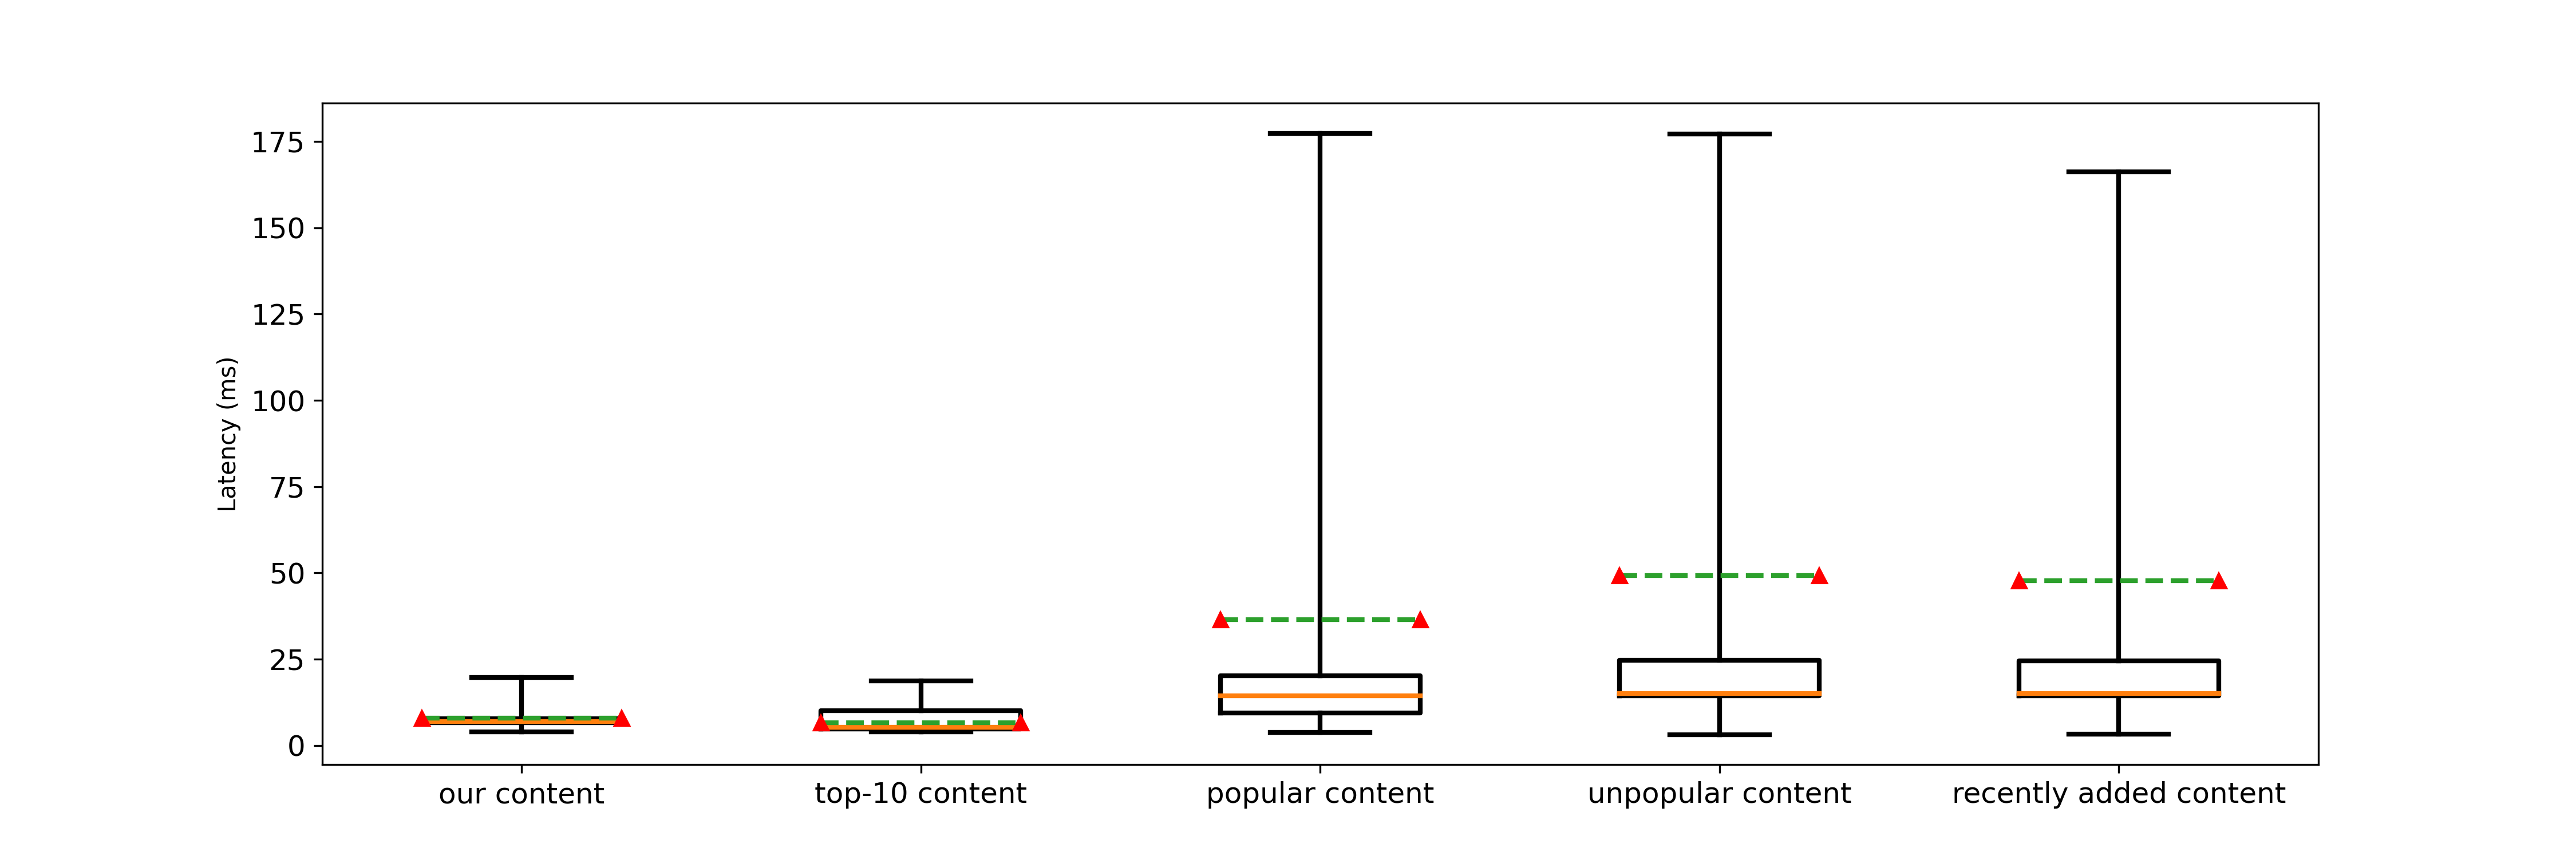 175
150
125
100
75
50
25
0
Latency (ms)
our content
top-10 content
popular content
unpopular content
recently added content